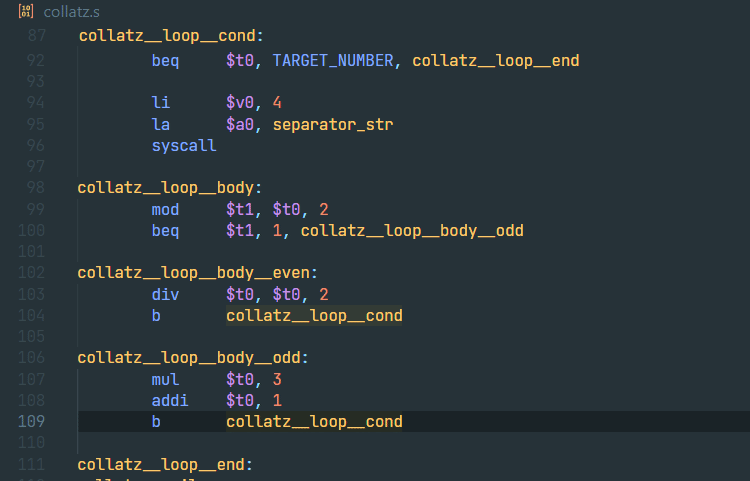 10
01 collatz.s
87 collatz__loop__cond:
92 beq $t0, TARGET_NUMBER, collatz__loop__end
93
94 li $v0, 4
95 la $a0, separator_str
96 syscall
97
98 collatz__loop__body:
99 mod $t1, $t0, 2
100 beq $t1, 1, collatz__loop__body__odd
101
102 collatz__loop__body__even:
103 div $t0, $t0, 2
104 b collatz__loop__cond
105
106 collatz__loop__body__odd:
107 mul $t0, 3
108 addi $t0, 1
109 b collatz__loop__cond
110
111 collatz__loop__end: